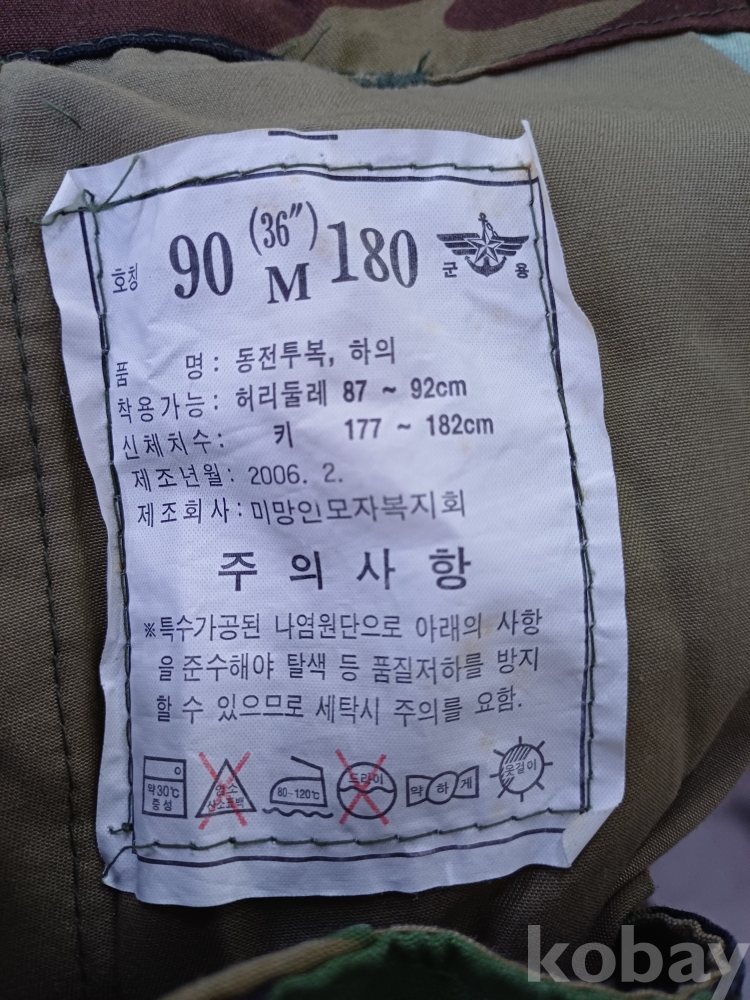 호칭 90 (36") M 180 군 용
품 명: 동전투복, 하의
착용가능: 허리둘레 87 ~ 92cm
신체치수: 키 177 ~ 182cm
제조년월: 2006. 2.
제조회사: 미망인모자복지회
주 의 사 항
※특수가공된 나염원단으로 아래의 사항
을 준수해야 탈색 등 품질저하를 방지
할 수 있으므로 세탁시 주의를 요함.
약30℃ 중성
염소 산소표백
80~120℃
드라이
약 하 게
옷걸이
kobay